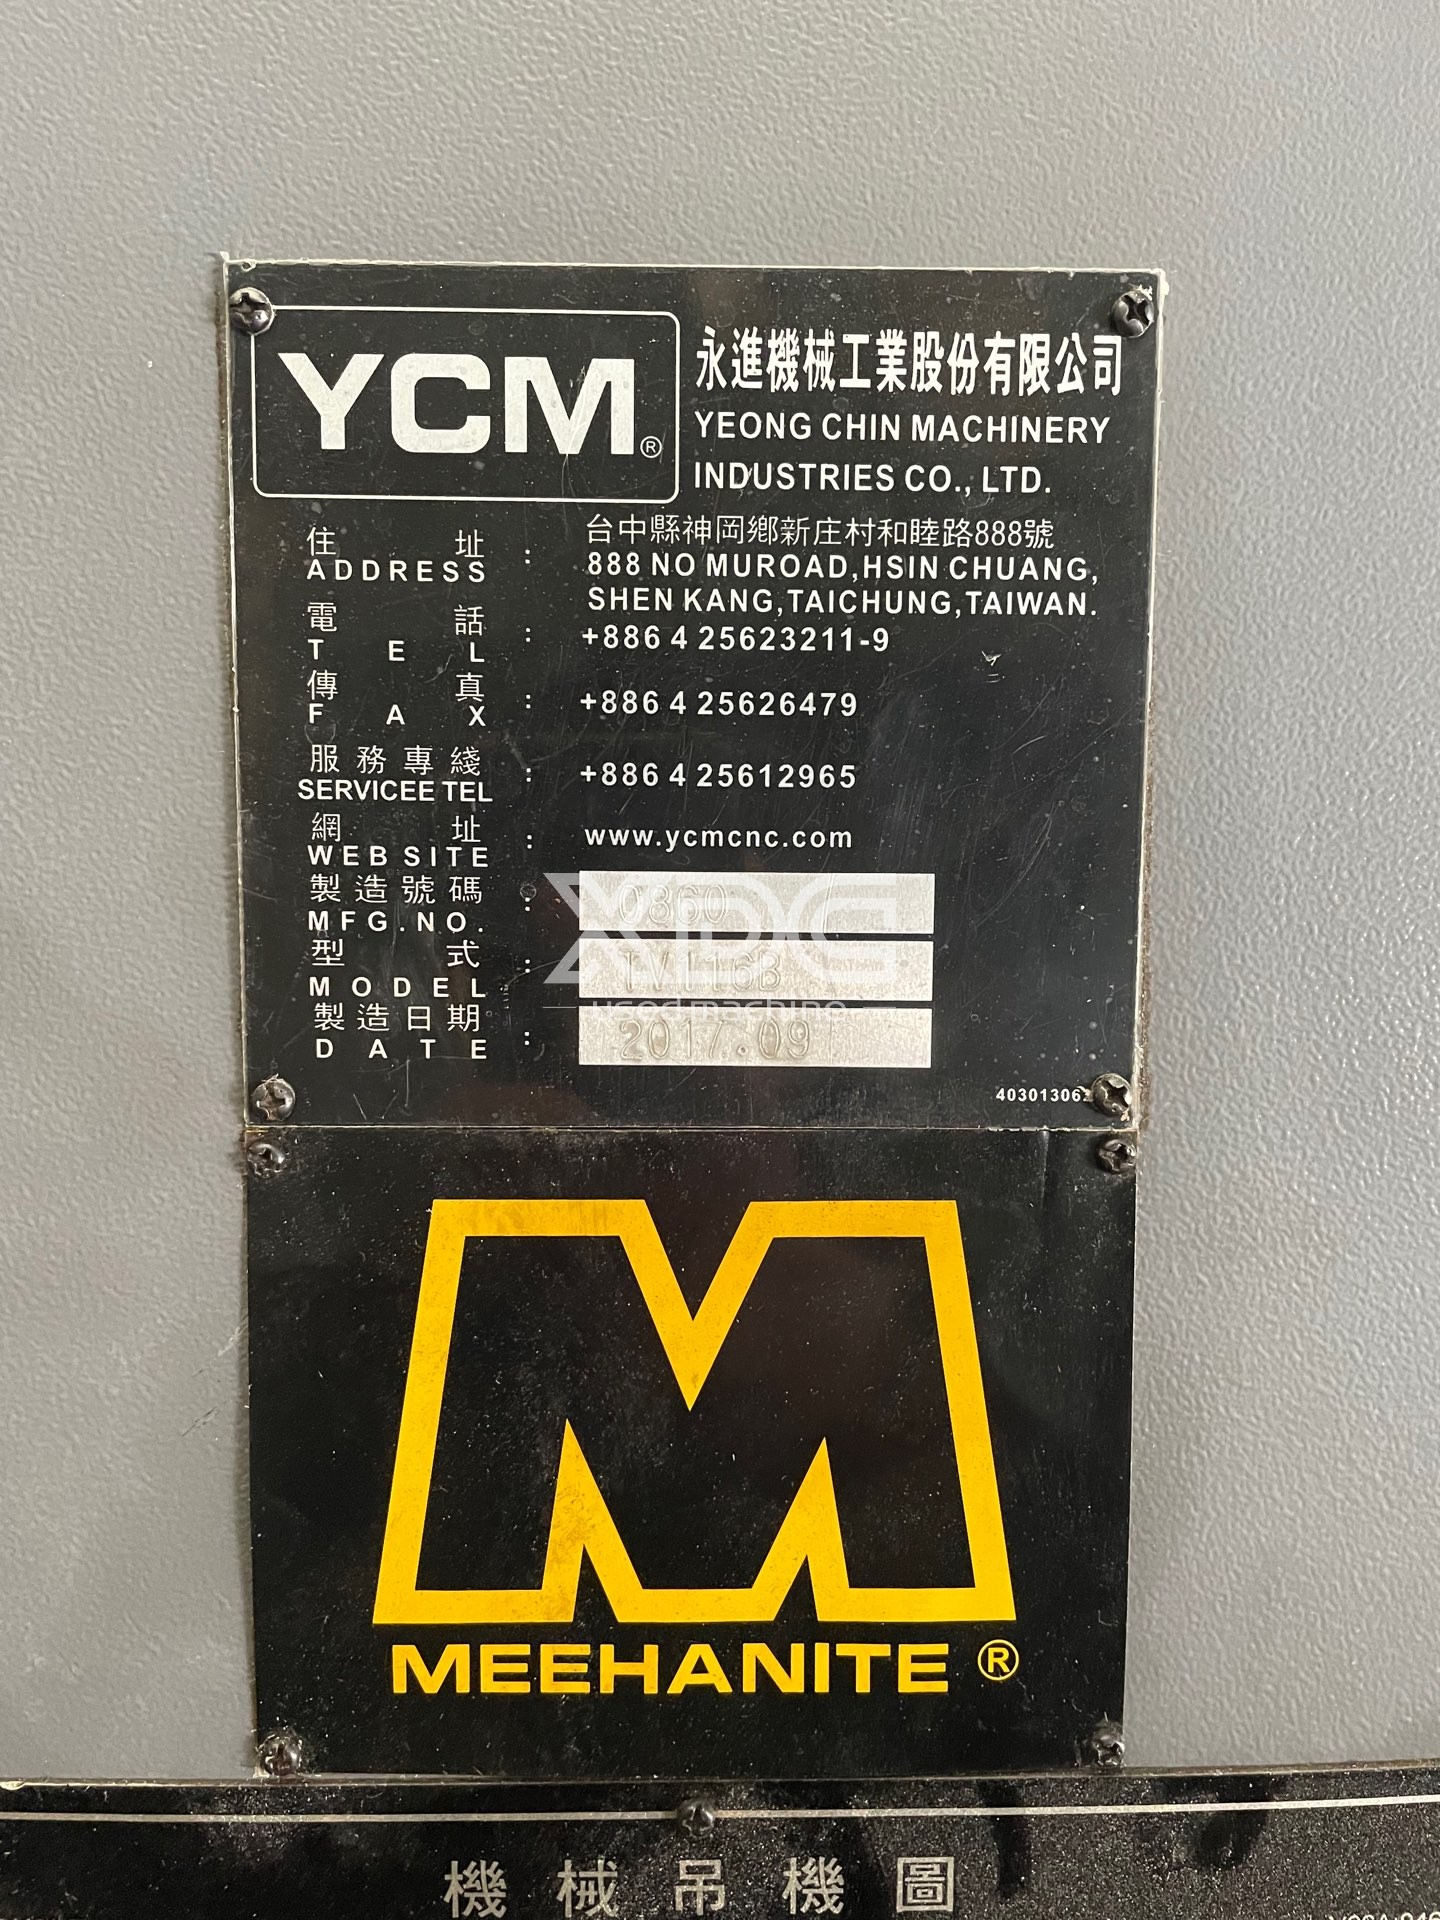 YCM®
永進機械工業股份有限公司
YEONG CHIN MACHINERY
INDUSTRIES CO., LTD.
住址 : 台中縣神岡鄉新庄村和睦路888號
ADDRESS 888 NO MUROAD,HSIN CHUANG,
SHEN KANG,TAICHUNG,TAIWAN.
電話
TEL : +886 4 25623211-9
傳真
FAX : +886 4 25626479
服務專綫
SERVICEE TEL : +886 4 25612965
網址
WEB SITE : www.ycmcnc.com
製造號碼
MFG.NO. : 0860
型式
MODEL : TV116B
製造日期
DATE : 2017.09
XDG
used machine
MEEHANITE®
機械吊機圖